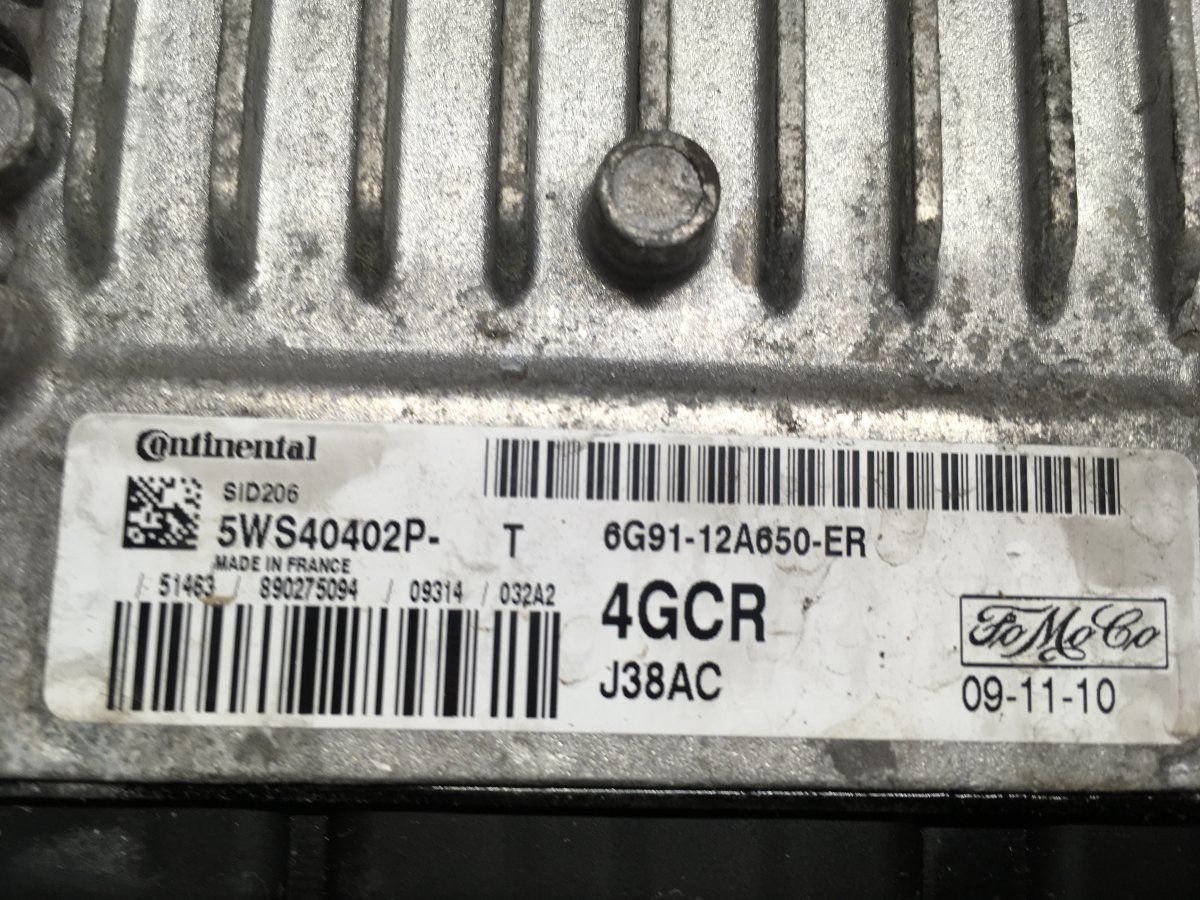 Continental
SID206
5WS40402P- T
MADE IN FRANCE
/ 51463 / 890275094 / 09314 / 032A2
6G91-12A650-ER
4GCR
J38AC
FoMoCo
09-11-10